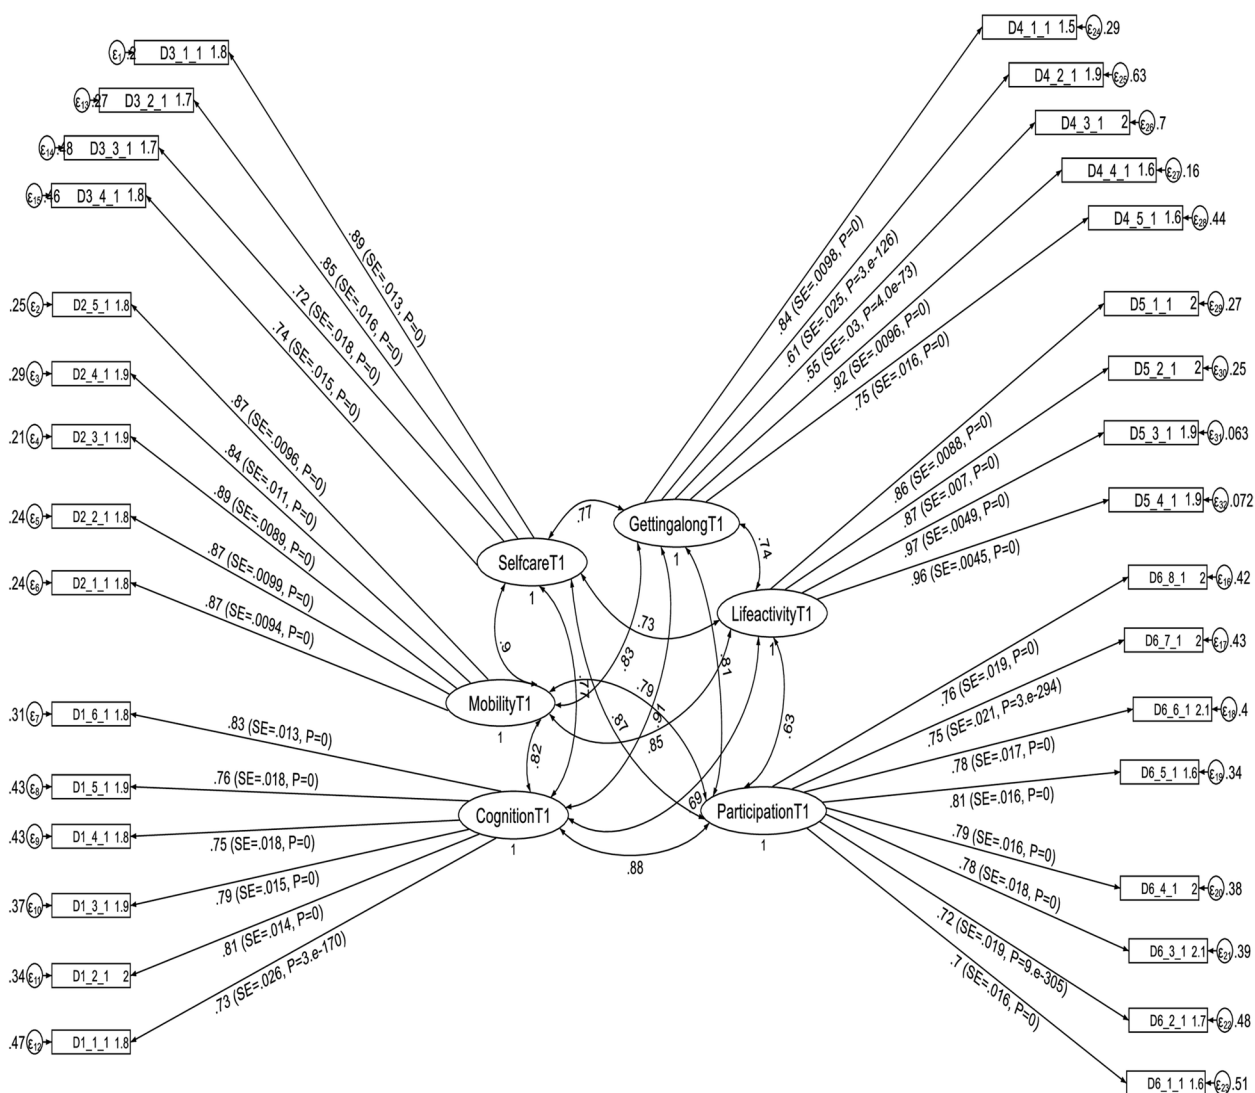 ε1 .2 D3_1_1 1.8
ε13 .27 D3_2_1 1.7
ε14 .48 D3_3_1 1.7
ε15 .46 D3_4_1 1.8
.25 ε2 D2_5_1 1.8
.29 ε3 D2_4_1 1.9
.21 ε4 D2_3_1 1.9
.24 ε5 D2_2_1 1.8
.24 ε6 D2_1_1 1.8
.31 ε7 D1_6_1 1.8
.43 ε8 D1_5_1 1.9
.43 ε9 D1_4_1 1.8
.37 ε10 D1_3_1 1.9
.34 ε11 D1_2_1 2
.47 ε12 D1_1_1 1.8
.89 (SE=.013, P=0)
.85 (SE=.016, P=0)
.72 (SE=.018, P=0)
.74 (SE=.015, P=0)
.87 (SE=.0096, P=0)
.84 (SE=.011, P=0)
.89 (SE=.0089, P=0)
.87 (SE=.0099, P=0)
.87 (SE=.0094, P=0)
.83 (SE=.013, P=0)
.76 (SE=.018, P=0)
.75 (SE=.018, P=0)
.79 (SE=.015, P=0)
.81 (SE=.014, P=0)
.73 (SE=.026, P=3.e-170)
SelfcareT1
1
MobilityT1
1
CognitionT1
1
GettingalongT1
1
LifeactivityT1
1
ParticipationT1
1
.77
.74
.73
.9
.83
.81
.77
.79
.87
.91
.85
.63
.82
.69
.88
.84 (SE=.0098, P=0)
.61 (SE=.025, P=3.e-126)
.55 (SE=.03, P=4.0e-73)
.92 (SE=.0096, P=0)
.75 (SE=.016, P=0)
.86 (SE=.0088, P=0)
.87 (SE=.007, P=0)
.97 (SE=.0049, P=0)
.96 (SE=.0045, P=0)
.76 (SE=.019, P=0)
.75 (SE=.021, P=3.e-294)
.78 (SE=.017, P=0)
.81 (SE=.016, P=0)
.79 (SE=.016, P=0)
.78 (SE=.018, P=0)
.72 (SE=.019, P=9.e-305)
.7 (SE=.016, P=0)
D4_1_1 1.5 ε24 .29
D4_2_1 1.9 ε25 .63
D4_3_1 2 ε26 .7
D4_4_1 1.6 ε27 .16
D4_5_1 1.6 ε28 .44
D5_1_1 2 ε29 .27
D5_2_1 2 ε30 .25
D5_3_1 1.9 ε31 .063
D5_4_1 1.9 ε32 .072
D6_8_1 2 ε16 .42
D6_7_1 2 ε17 .43
D6_6_1 2.1 ε18 .4
D6_5_1 1.6 ε19 .34
D6_4_1 2 ε20 .38
D6_3_1 2.1 ε21 .39
D6_2_1 1.7 ε22 .48
D6_1_1 1.6 ε23 .51